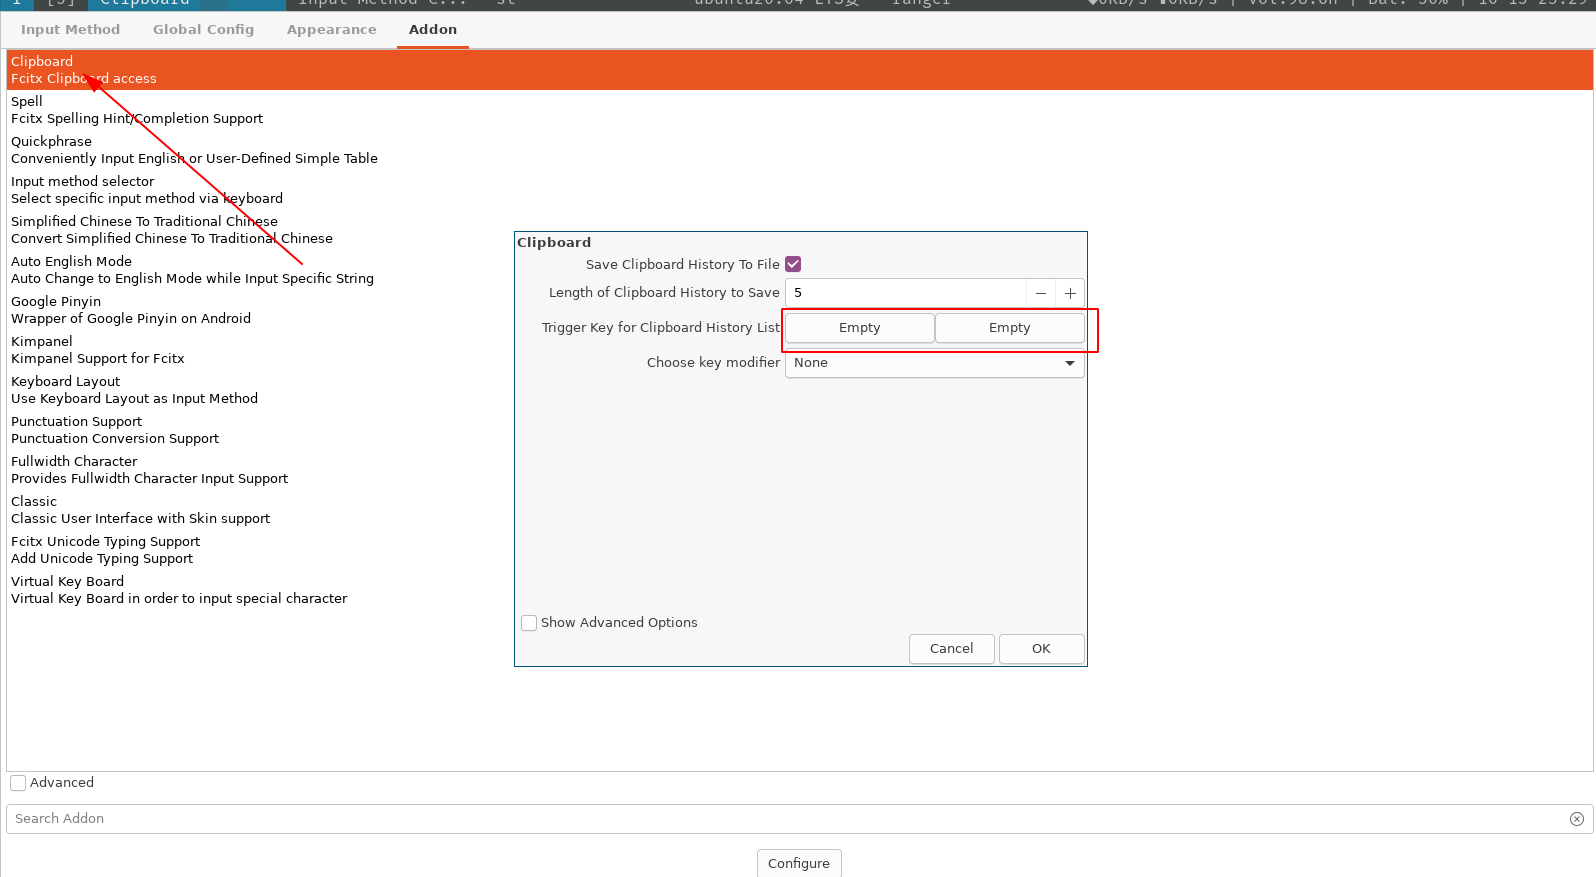 Input Method Global Config Appearance Addon
Clipboard
Fcitx Clipboard access
Spell
Fcitx Spelling Hint/Completion Support
Quickphrase
Conveniently Input English or User-Defined Simple Table
Input method selector
Select specific input method via keyboard
Simplified Chinese To Traditional Chinese
Convert Simplified Chinese To Traditional Chinese
Auto English Mode
Auto Change to English Mode while Input Specific String
Google Pinyin
Wrapper of Google Pinyin on Android
Kimpanel
Kimpanel Support for Fcitx
Keyboard Layout
Use Keyboard Layout as Input Method
Punctuation Support
Punctuation Conversion Support
Fullwidth Character
Provides Fullwidth Character Input Support
Classic
Classic User Interface with Skin support
Fcitx Unicode Typing Support
Add Unicode Typing Support
Virtual Key Board
Virtual Key Board in order to input special character
Clipboard
Save Clipboard History To File
Length of Clipboard History to Save 5
Trigger Key for Clipboard History List Empty Empty
Choose key modifier None
Show Advanced Options
Cancel OK
Advanced
Search Addon
Configure